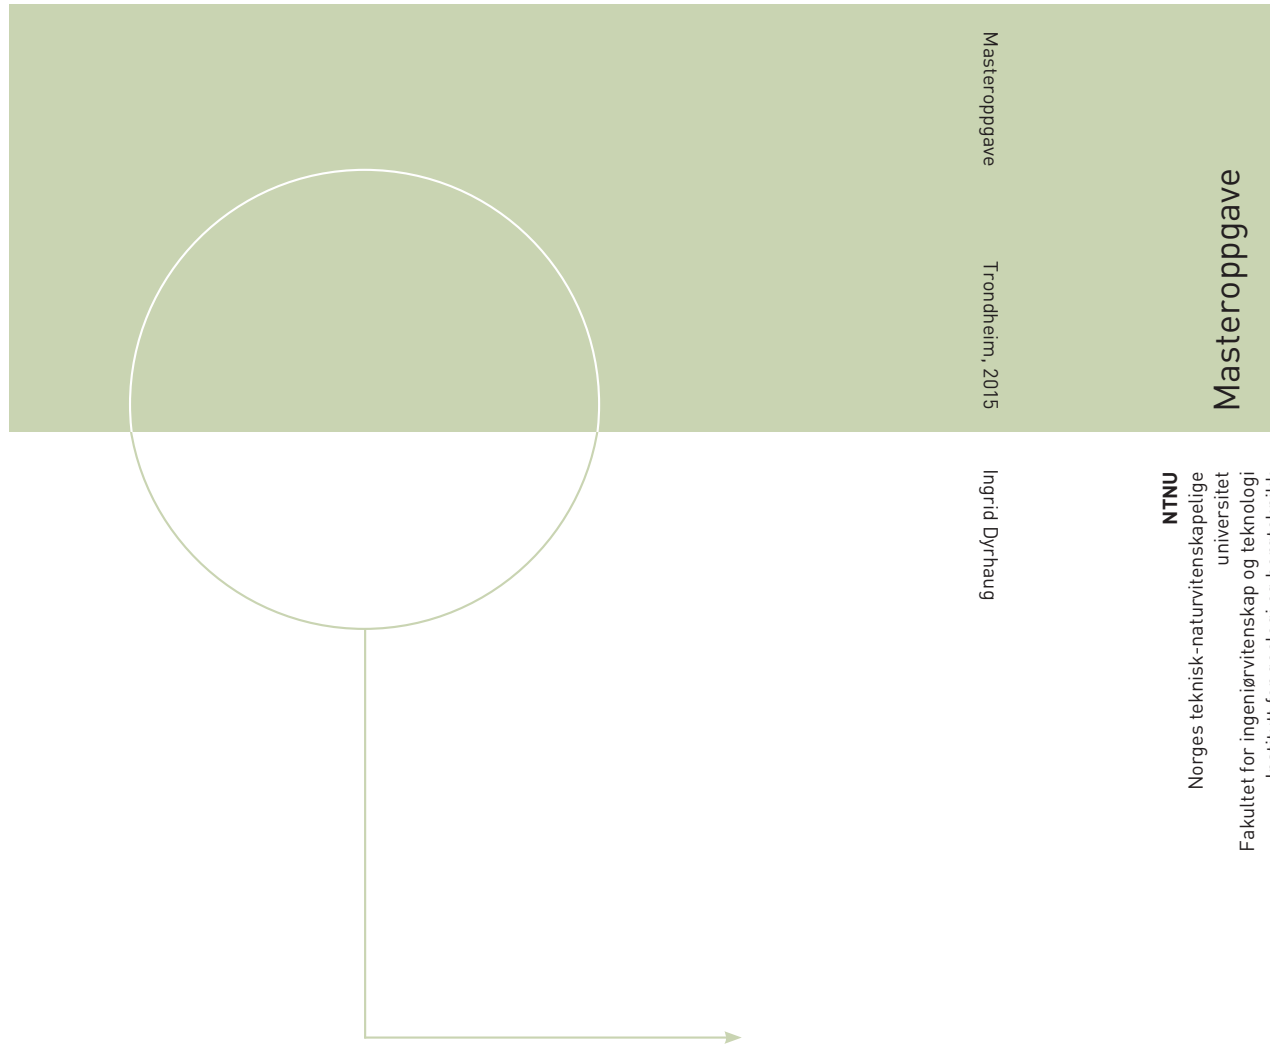 Masteroppgave
Trondheim, 2015
Ingrid Dyrhaug
Masteroppgave
NTNU
Norges teknisk-naturvitenskapelige
universitet
Fakultet for ingeniørvitenskap og teknologi